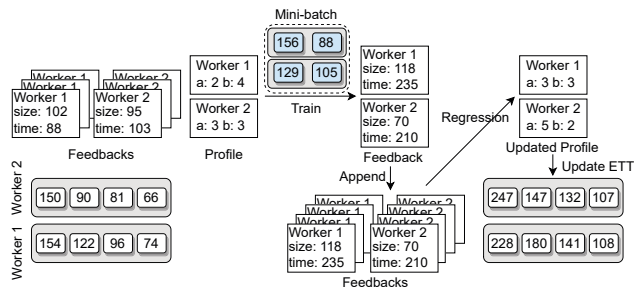 Mini-batch
156 88
129 105
Train
Worker 1
Worker 1
Worker 1
size: 102
time: 88
Worker 2
Worker 2
Worker 2
size: 95
time: 103
Feedbacks
Worker 1
a: 2 b: 4
Worker 2
a: 3 b: 3
Profile
Worker 1
size: 118
time: 235
Worker 2
size: 70
time: 210
Feedback
Append
Regression
Worker 1
a: 3 b: 3
Worker 2
a: 5 b: 2
Updated Profile
Update ETT
Worker 2
150 90 81 66
Worker 1
154 122 96 74
Worker 1
Worker 1
Worker 1
size: 118
time: 235
Worker 2
Worker 2
Worker 2
size: 70
time: 210
Feedbacks
247 147 132 107
228 180 141 108